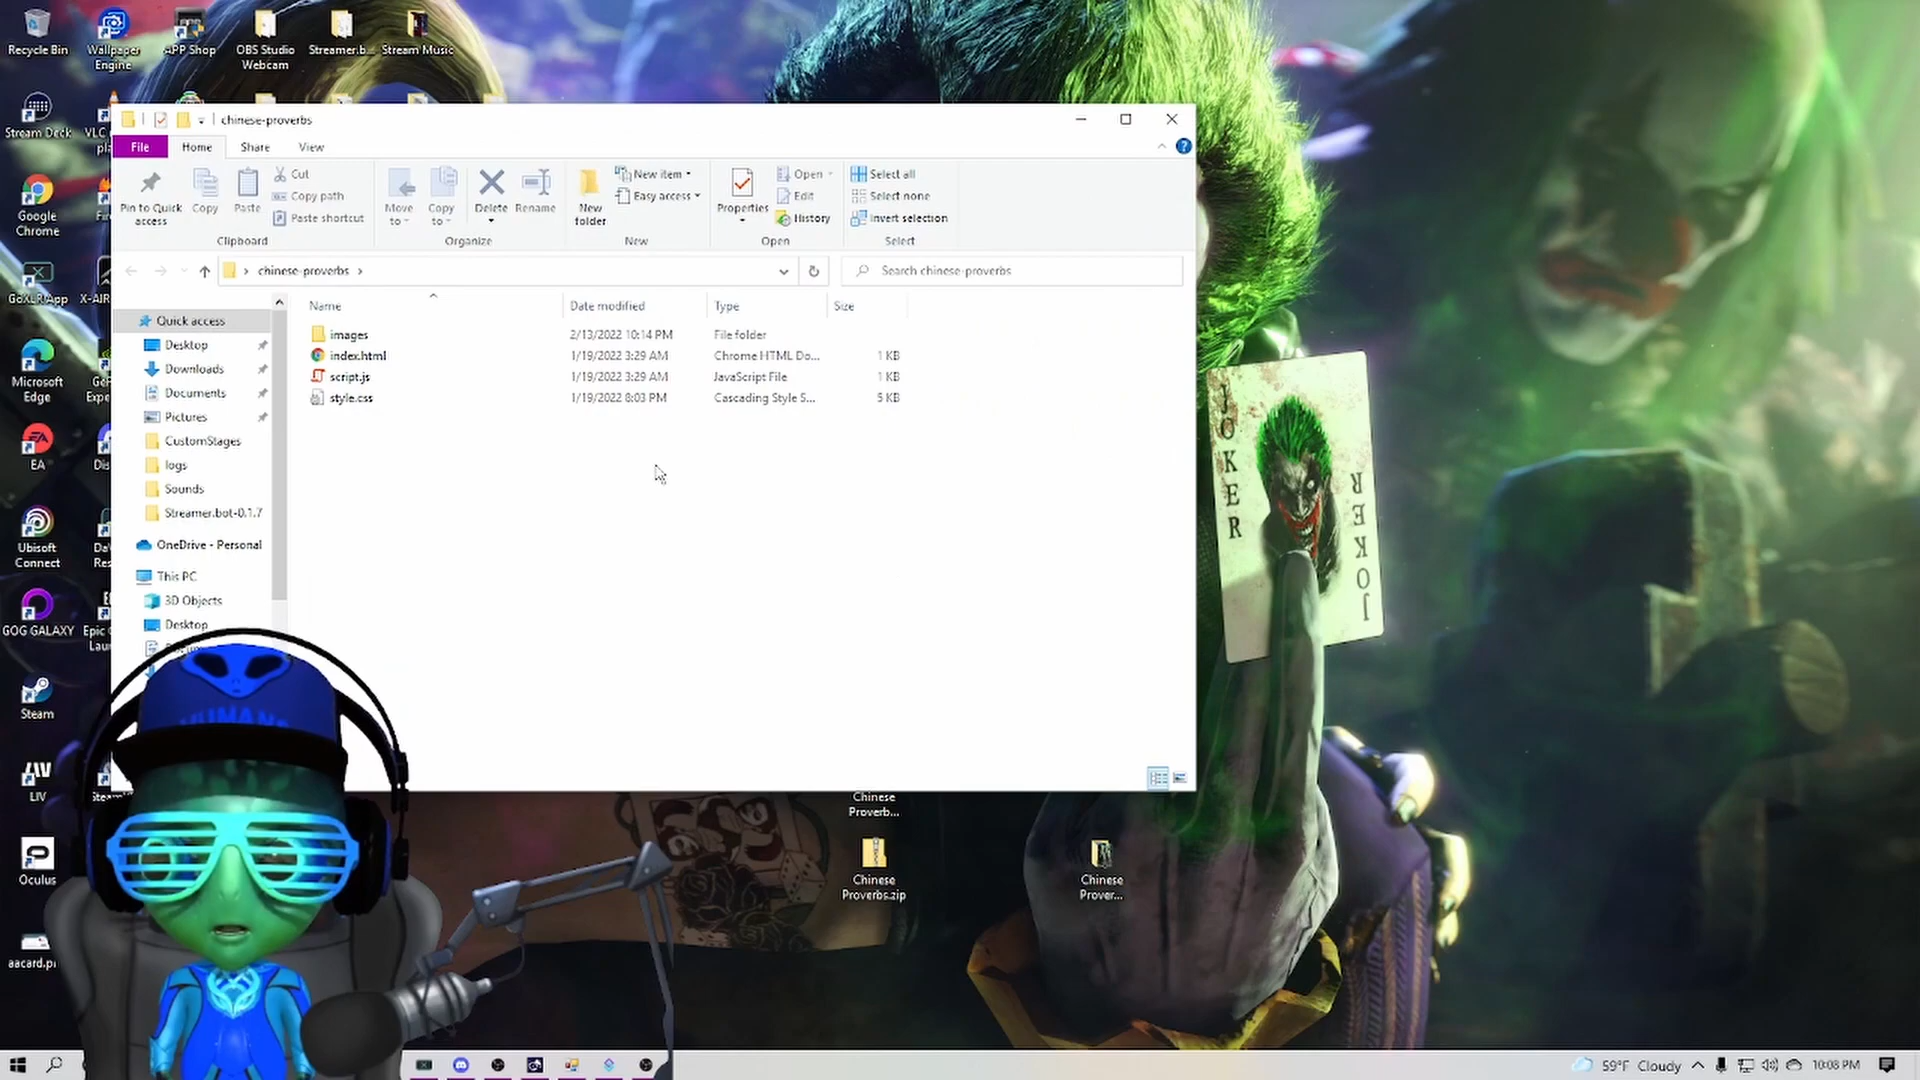 Recycle Bin
Wallpaper
Engine
APP Shop
OBS Studio
Webcam
Streamer.b...
Stream Music
Stream Deck
VLC
Google
Chrome
GoXLR App
X-AIR
Microsoft
Edge
EA
Ubisoft
Connect
GOG GALAXY
Steam
LIV
Oculus
chinese-proverbs
File
Home
Share
View
Pin to Quick
access
Copy
Paste
Cut
Copy path
Paste shortcut
Clipboard
Move
to
Copy
to
Delete
Rename
Organize
New
folder
New item
Easy access
New
Properties
Open
Edit
History
Open
Select all
Select none
Invert selection
Select
chinese-proverbs
Search chinese-proverbs
Name
Date modified
Type
Size
images
2/13/2022 10:14 PM
File folder
index.html
1/19/2022 3:29 AM
Chrome HTML Do...
1 KB
script.js
1/19/2022 3:29 AM
JavaScript File
1 KB
style.css
1/19/2022 8:03 PM
Cascading Style S...
5 KB
Quick access
Desktop
Downloads
Documents
Pictures
CustomStages
logs
Sounds
Streamer.bot-0.1.7
OneDrive - Personal
This PC
3D Objects
Desktop
JOKER
JOKER
HUMANS
Chinese
Proverb...
Chinese
Proverbs.zip
Chinese
Prover...
59°F Cloudy
10:08 PM